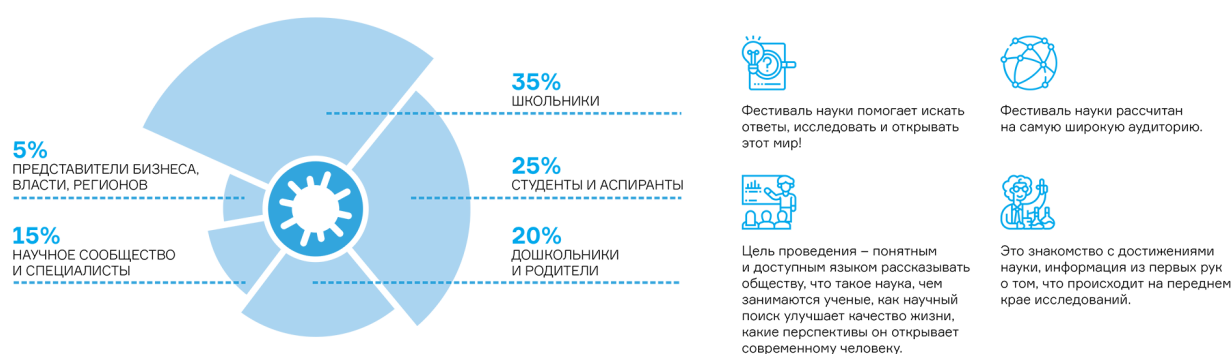 35%
ШКОЛЬНИКИ
5%
ПРЕДСТАВИТЕЛИ БИЗНЕСА,
ВЛАСТИ, РЕГИОНОВ
25%
СТУДЕНТЫ И АСПИРАНТЫ
15%
НАУЧНОЕ СООБЩЕСТВО
И СПЕЦИАЛИСТЫ
20%
ДОШКОЛЬНИКИ
И РОДИТЕЛИ
?
Фестиваль науки помогает искать
ответы, исследовать и открывать
этот мир!
Фестиваль науки рассчитан
на самую широкую аудиторию.
Цель проведения – понятным
и доступным языком рассказывать
обществу, что такое наука, чем
занимаются ученые, как научный
поиск улучшает качество жизни,
какие перспективы он открывает
современному человеку.
Это знакомство с достижениями
науки, информация из первых рук
о том, что происходит на переднем
крае исследований.